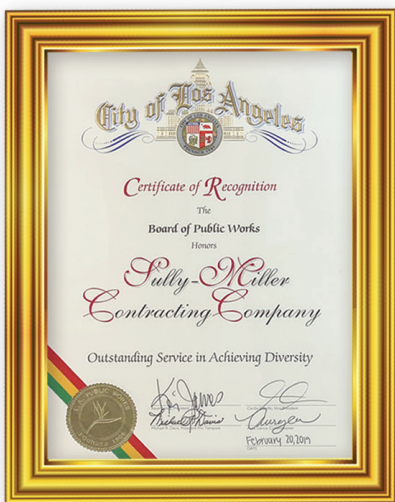 City of Los Angeles
Certificate of Recognition
The
Board of Public Works
Honors
Sully-Miller
Contracting Company
Outstanding Service in Achieving Diversity
February 20, 2019